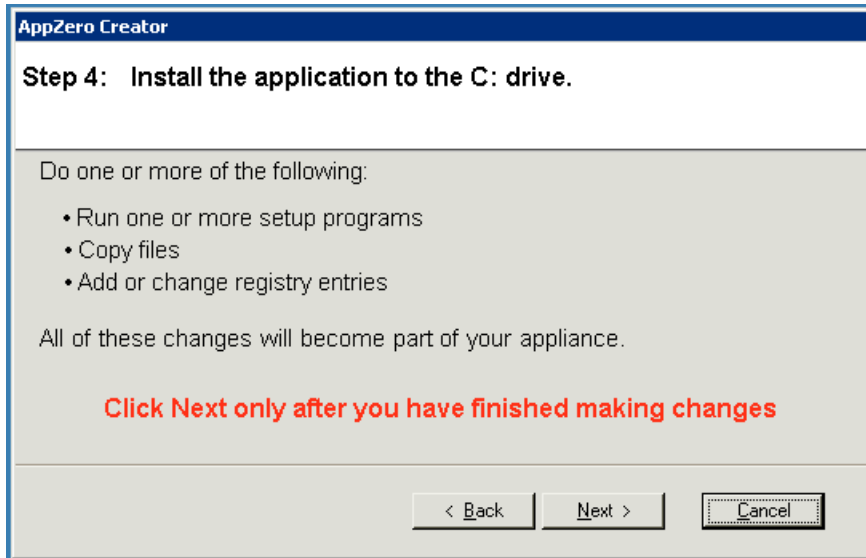 AppZero Creator
Step 4: Install the application to the C: drive.
Do one or more of the following:
• Run one or more setup programs
• Copy files
• Add or change registry entries
All of these changes will become part of your appliance.
Click Next only after you have finished making changes
< Back Next > Cancel